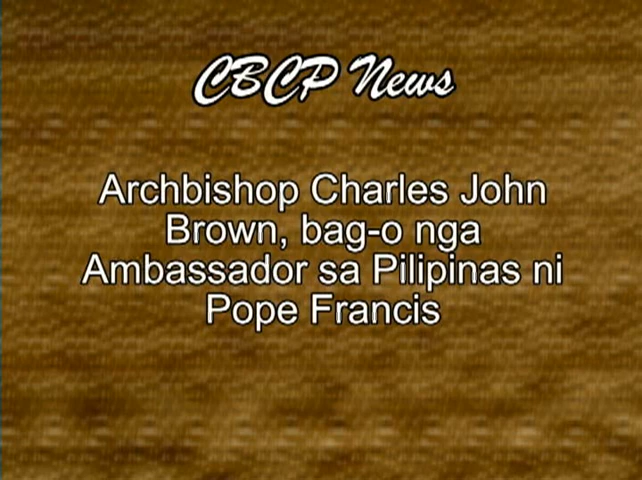 CBCP News
Archbishop Charles John
Brown, bag-o nga
Ambassador sa Pilipinas ni
Pope Francis